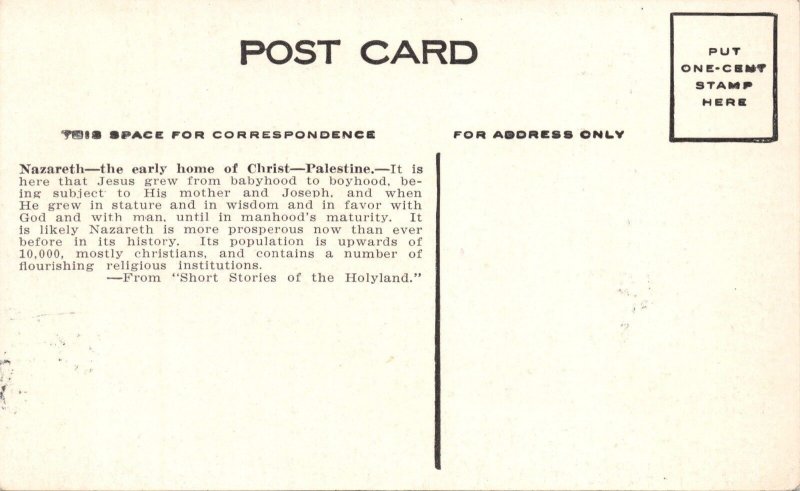 POST CARD
PUT
ONE-CENT
STAMP
HERE
THIS SPACE FOR CORRESPONDENCE
FOR ADDRESS ONLY
Nazareth—the early home of Christ—Palestine.—It is
here that Jesus grew from babyhood to boyhood, be-
ing subject to His mother and Joseph, and when
He grew in stature and in wisdom and in favor with
God and with man, until in manhood's maturity. It
is likely Nazareth is more prosperous now than ever
before in its history. Its population is upwards of
10,000, mostly christians, and contains a number of
flourishing religious institutions.
—From "Short Stories of the Holyland."